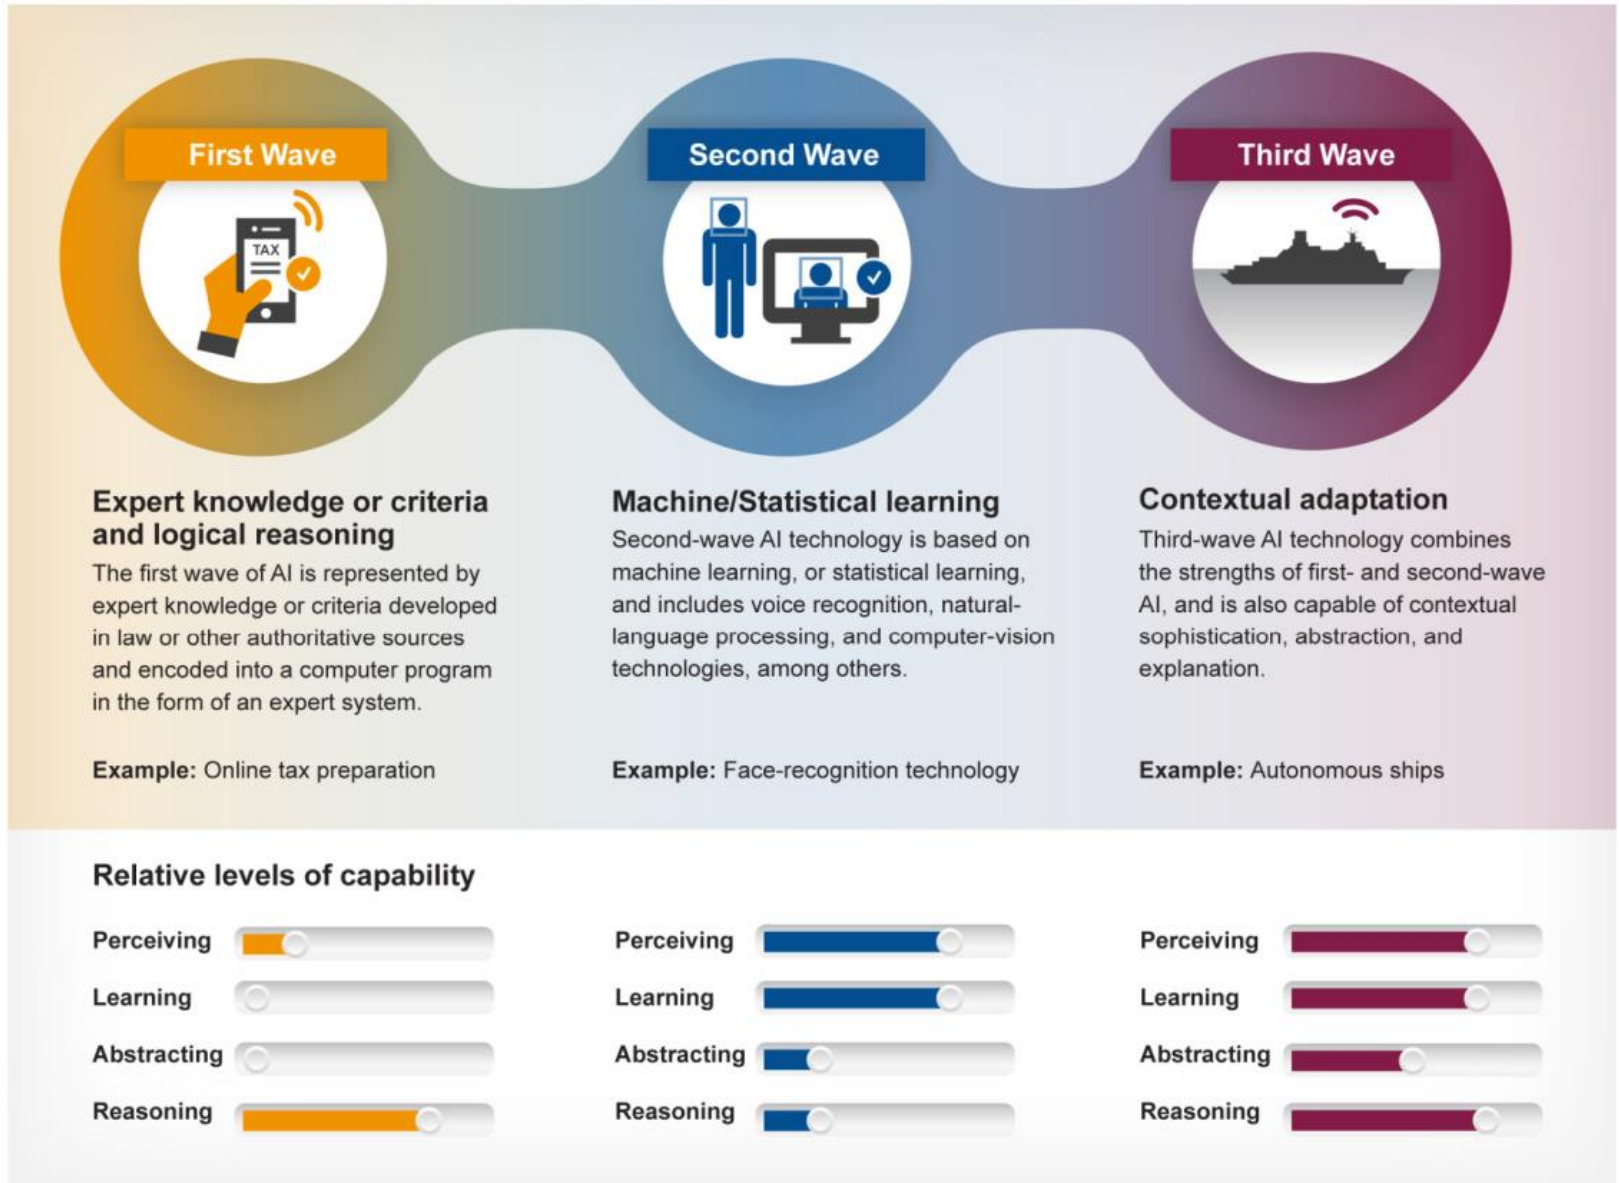 First Wave
TAX
Expert knowledge or criteria
and logical reasoning
The first wave of AI is represented by
expert knowledge or criteria developed
in law or other authoritative sources
and encoded into a computer program
in the form of an expert system.
Example: Online tax preparation
Second Wave
Machine/Statistical learning
Second-wave AI technology is based on
machine learning, or statistical learning,
and includes voice recognition, natural-
language processing, and computer-vision
technologies, among others.
Example: Face-recognition technology
Third Wave
Contextual adaptation
Third-wave AI technology combines
the strengths of first- and second-wave
AI, and is also capable of contextual
sophistication, abstraction, and
explanation.
Example: Autonomous ships
Relative levels of capability
Perceiving
Learning
Abstracting
Reasoning
Perceiving
Learning
Abstracting
Reasoning
Perceiving
Learning
Abstracting
Reasoning